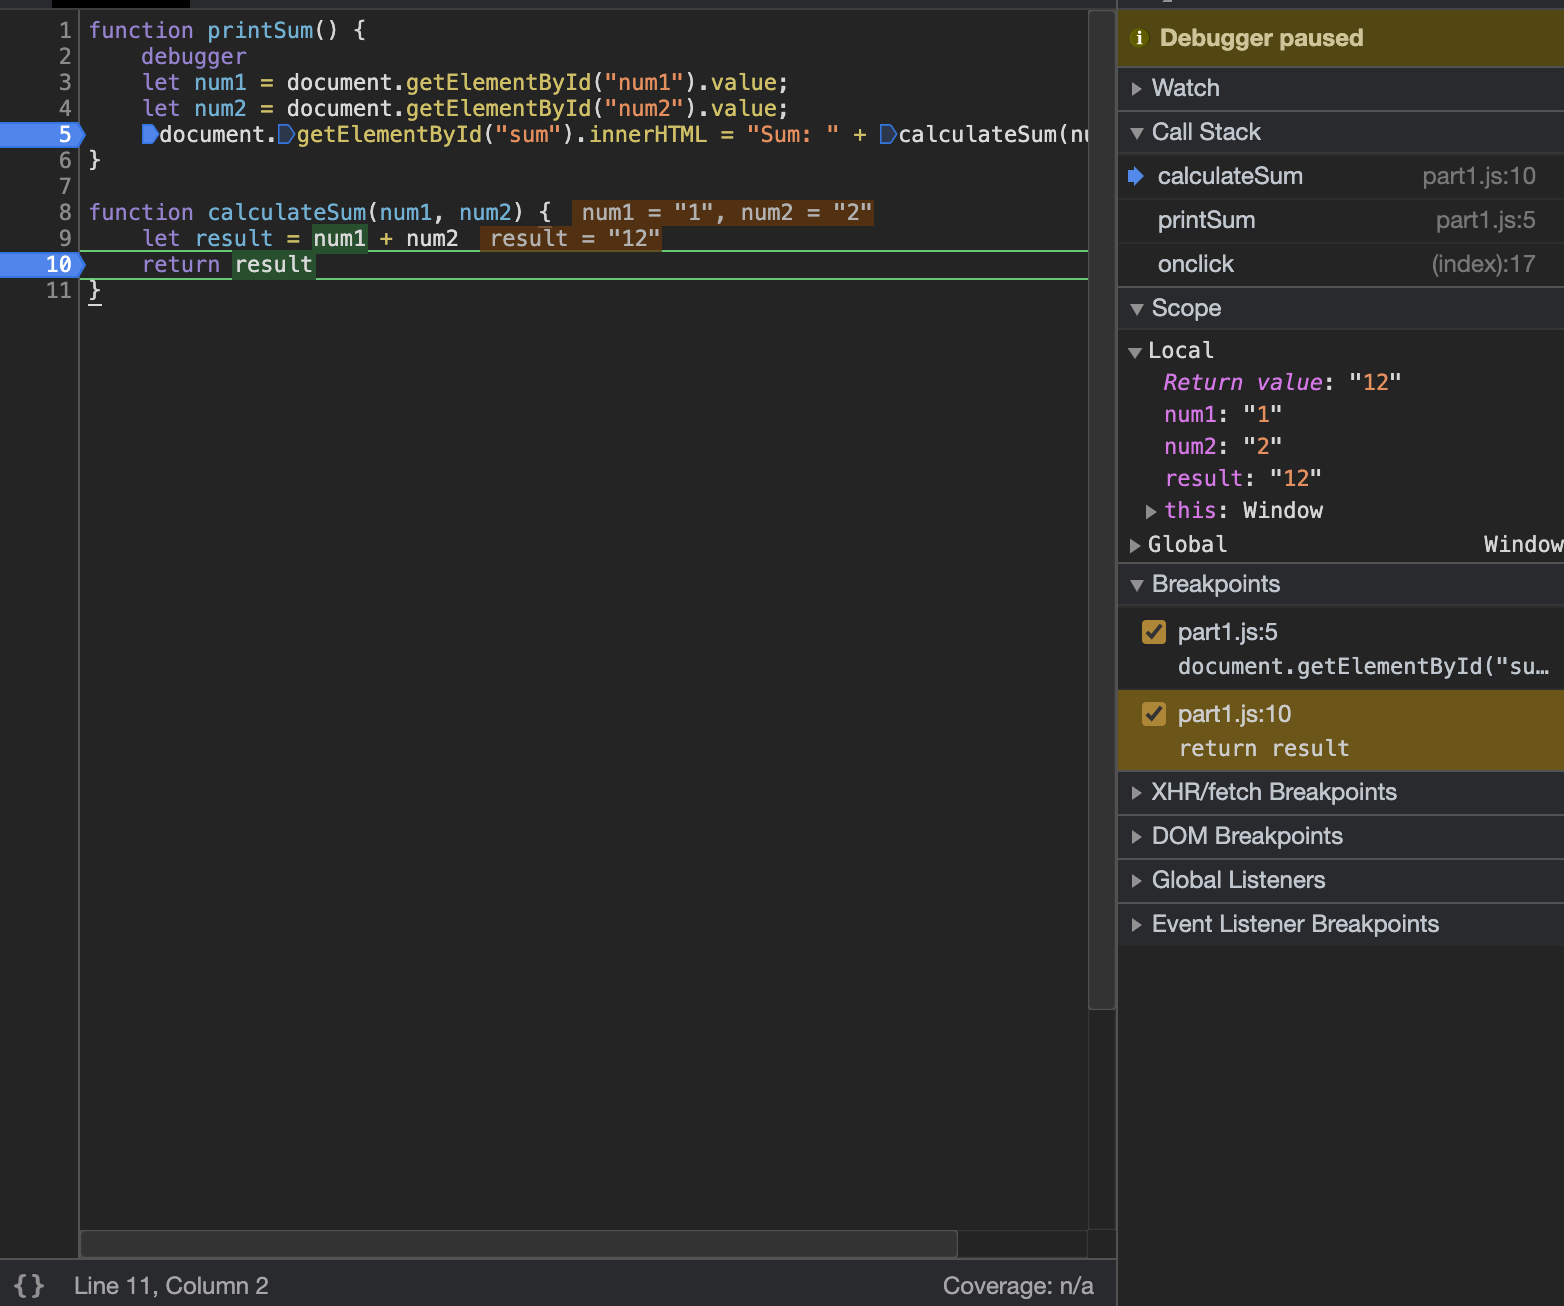 1 function printSum() {
2 debugger
3 let num1 = document.getElementById("num1").value;
4 let num2 = document.getElementById("num2").value;
5 document.getElementById("sum").innerHTML = "Sum: " + calculateSum(nu
6 }
7
8 function calculateSum(num1, num2) { num1 = "1", num2 = "2"
9 let result = num1 + num2 result = "12"
10 return result
11 }
{} Line 11, Column 2
Coverage: n/a
Debugger paused
Watch
Call Stack
calculateSum part1.js:10
printSum part1.js:5
onclick (index):17
Scope
Local
Return value: "12"
num1: "1"
num2: "2"
result: "12"
this: Window
Global Window
Breakpoints
part1.js:5
document.getElementById("su…
part1.js:10
return result
XHR/fetch Breakpoints
DOM Breakpoints
Global Listeners
Event Listener Breakpoints